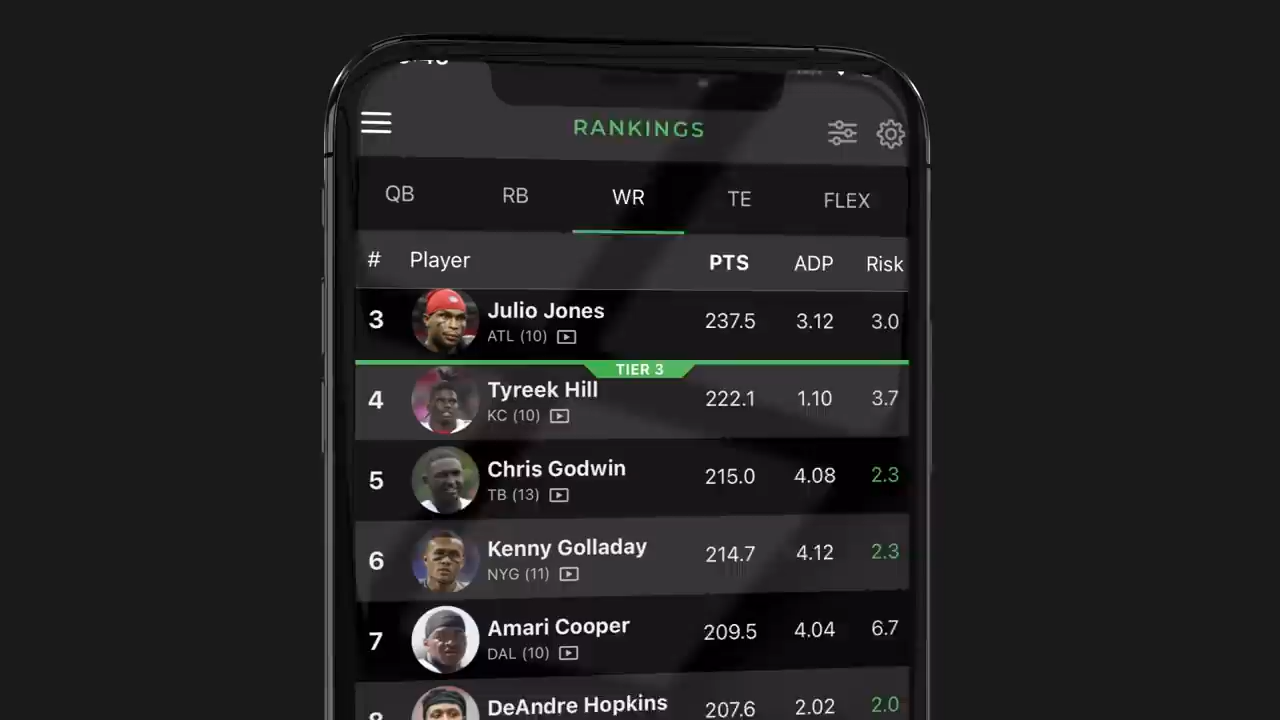 RANKINGS
QB RB WR TE FLEX
# Player PTS ADP Risk
3 Julio Jones 237.5 3.12 3.0
ATL (10)
TIER 3
4 Tyreek Hill 222.1 1.10 3.7
KC (10)
5 Chris Godwin 215.0 4.08 2.3
TB (13)
6 Kenny Golladay 214.7 4.12 2.3
NYG (11)
7 Amari Cooper 209.5 4.04 6.7
DAL (10)
DeAndre Hopkins 207.6 2.02 2.0